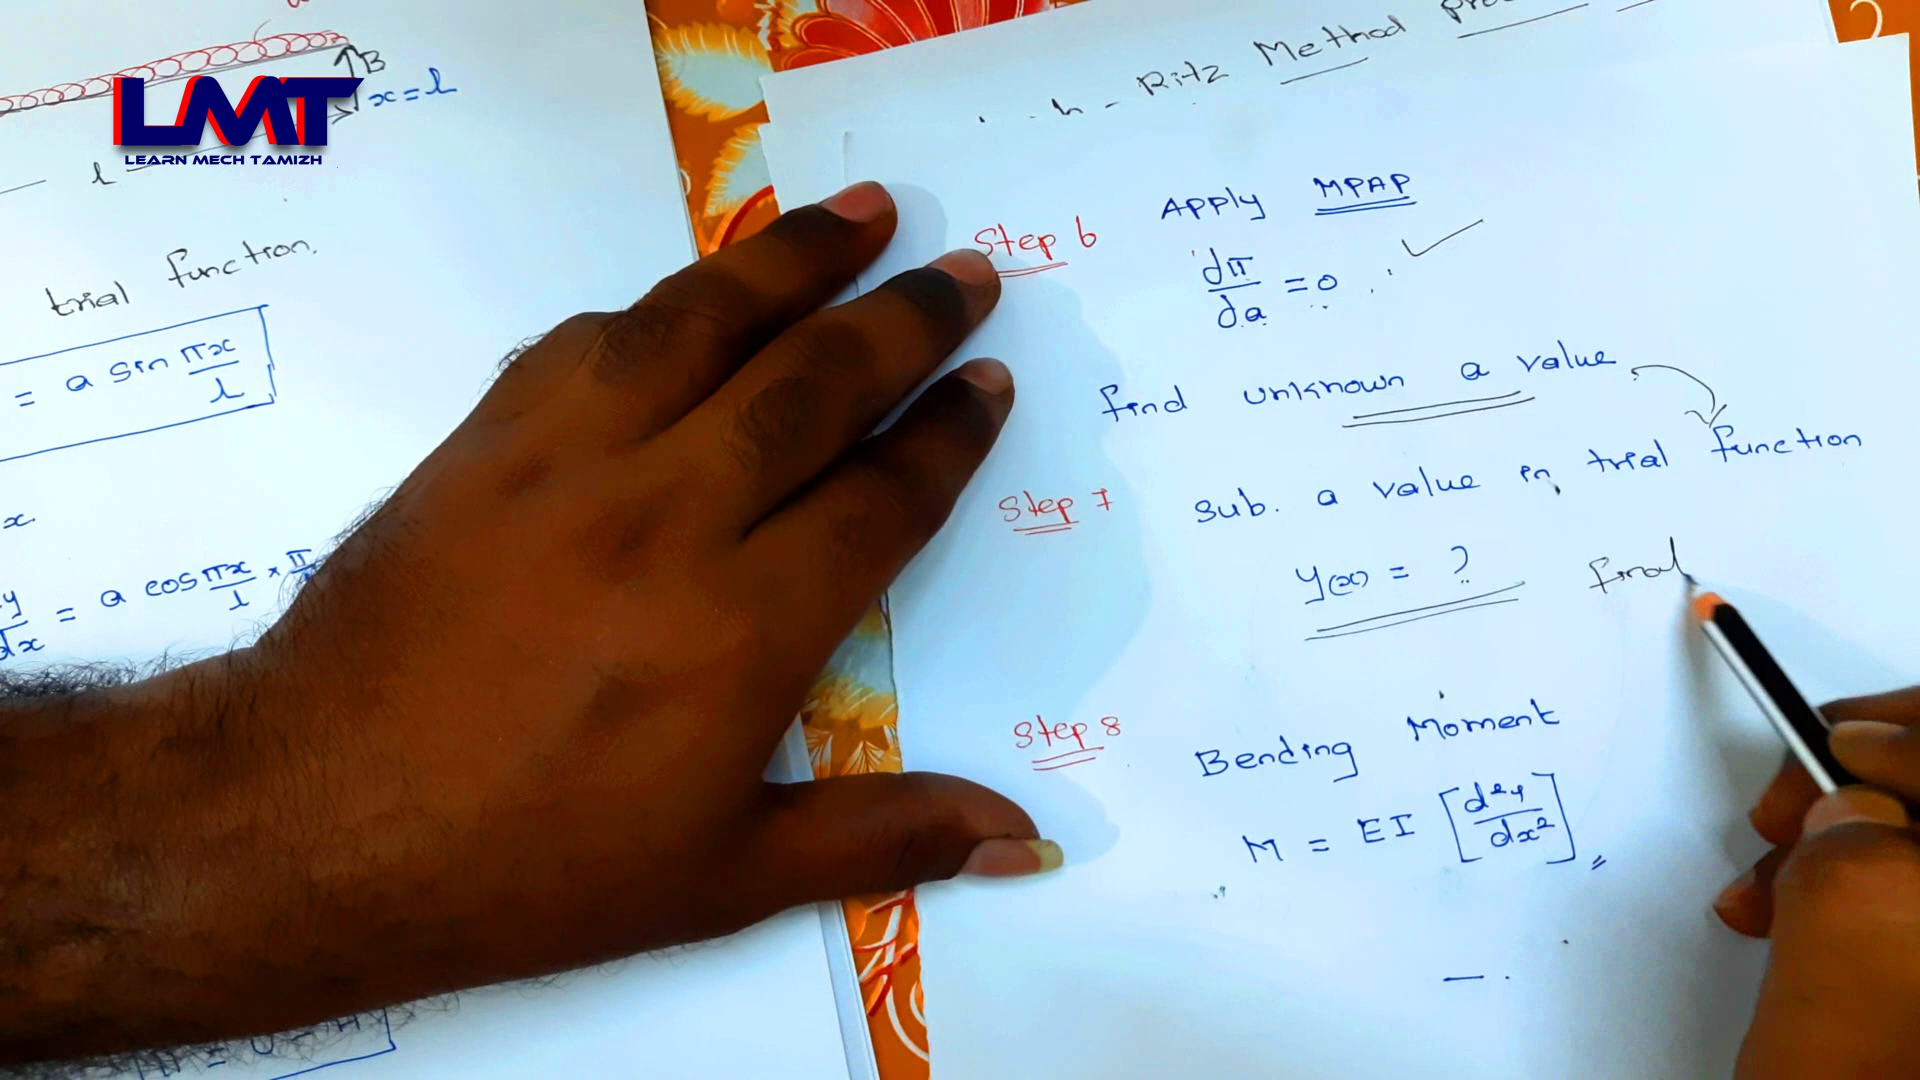 B
x=l
LMT
LEARN MECH TAMIZH
l
trial function.
= a sin πx/l
x.
dy/dx = a cos πx/l × π/
- Ritz Method
Step 6 Apply MPAP
dπ/da = 0
find unknown a value
Step 7 Sub. a value in trial function
y(x) = ? final
Step 8 Bending Moment
M = EI [d²y/dx²]